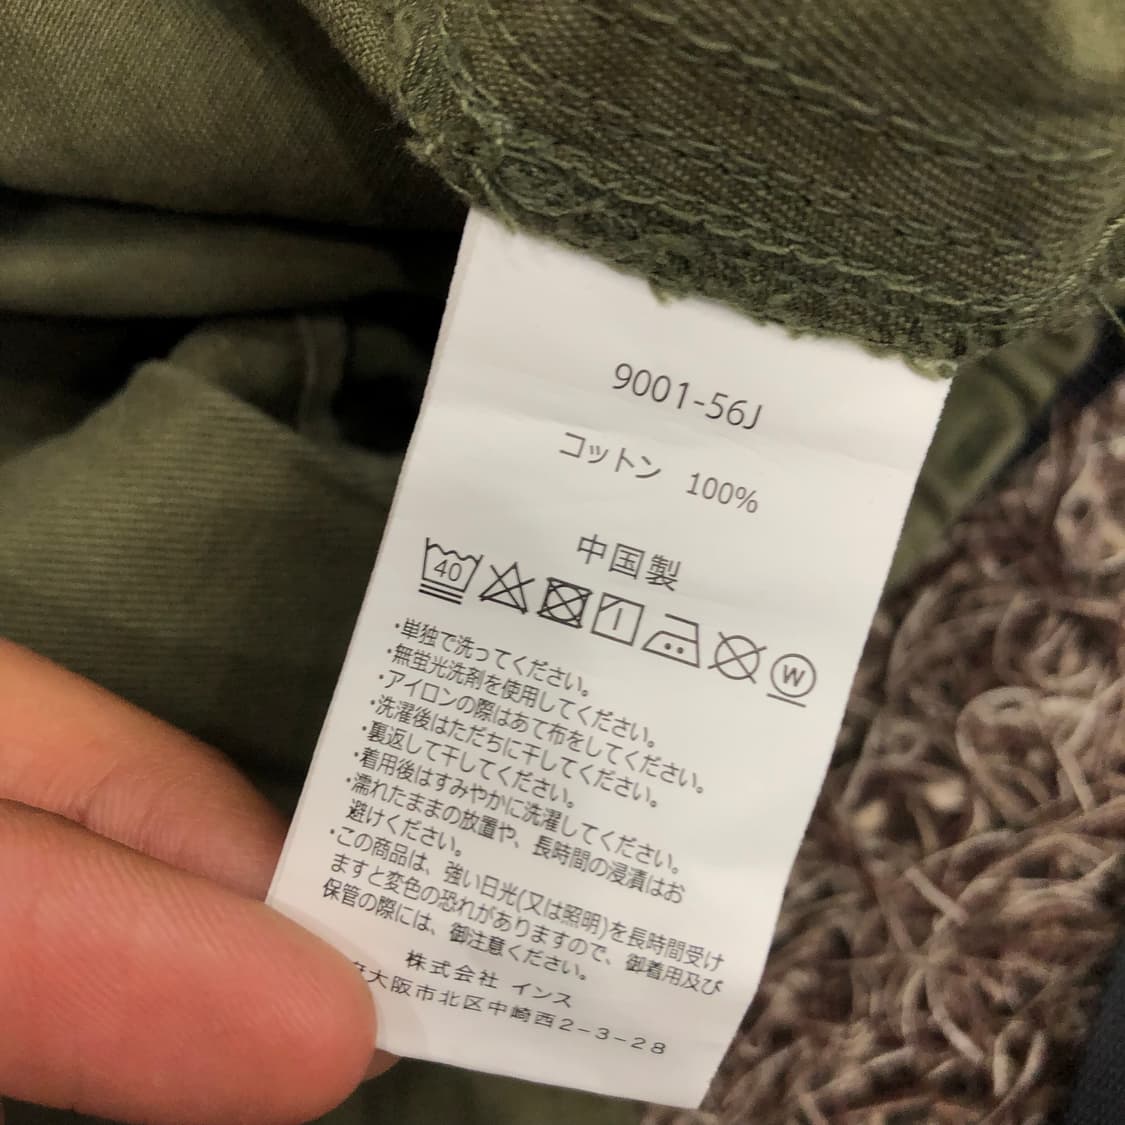 9001-56J
コットン 100%
中国製
40
W
・単独で洗ってください。
・無蛍光洗剤を使用してください。
・アイロンの際はあて布をしてください。
・洗濯後はただちに干してください。
・裏返して干してください。
・着用後はすみやかに洗濯してください。
・濡れたままの放置や、長時間の浸漬はお
避けください。
・この商品は、強い日光(又は照明)を長時間受け
ますと変色の恐れがありますので、御着用及び
保管の際には、御注意ください。
株式会社 インス
大阪市北区中崎西2-3-28